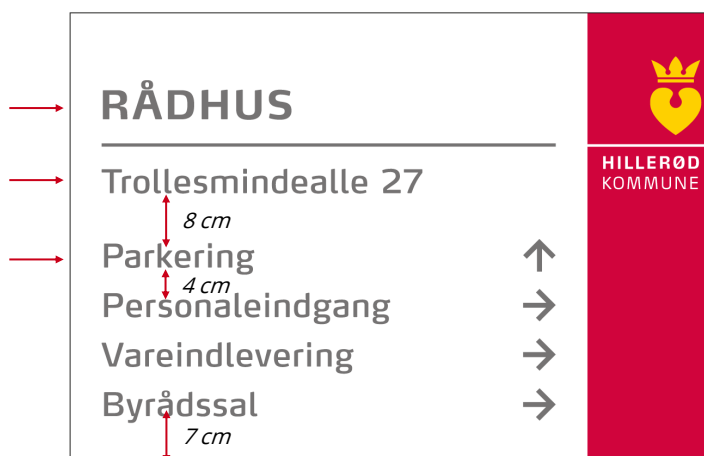 RÅDHUS
Trollesmindealle 27
8 cm
Parkering
4 cm
Personaleindgang
Vareindlevering
Byrådssal
7 cm
HILLERØD
KOMMUNE